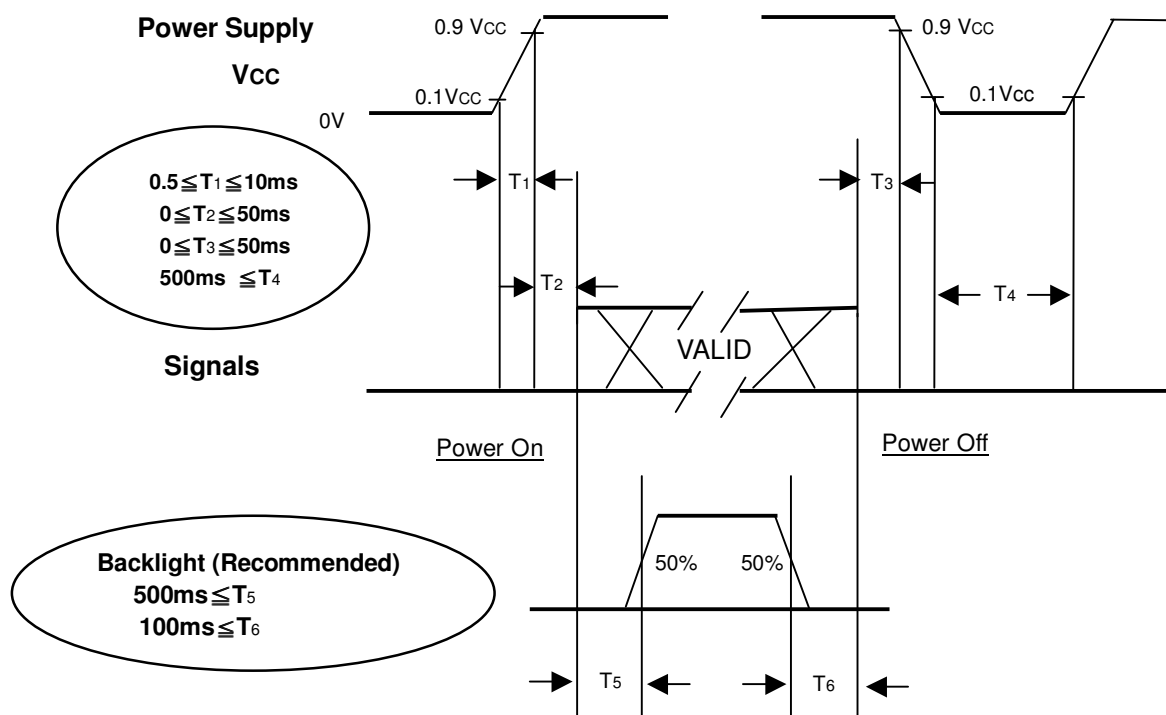 Power Supply
VCC
0.9 VCC
0.1VCC
0V
0.9 VCC
0.1VCC
0.5≦T1≦10ms
0≦T2≦50ms
0≦T3≦50ms
500ms ≦T4
T1
T2
T3
T4
Signals
VALID
Power On
Power Off
Backlight (Recommended)
500ms≦T5
100ms≦T6
50%
50%
T5
T6